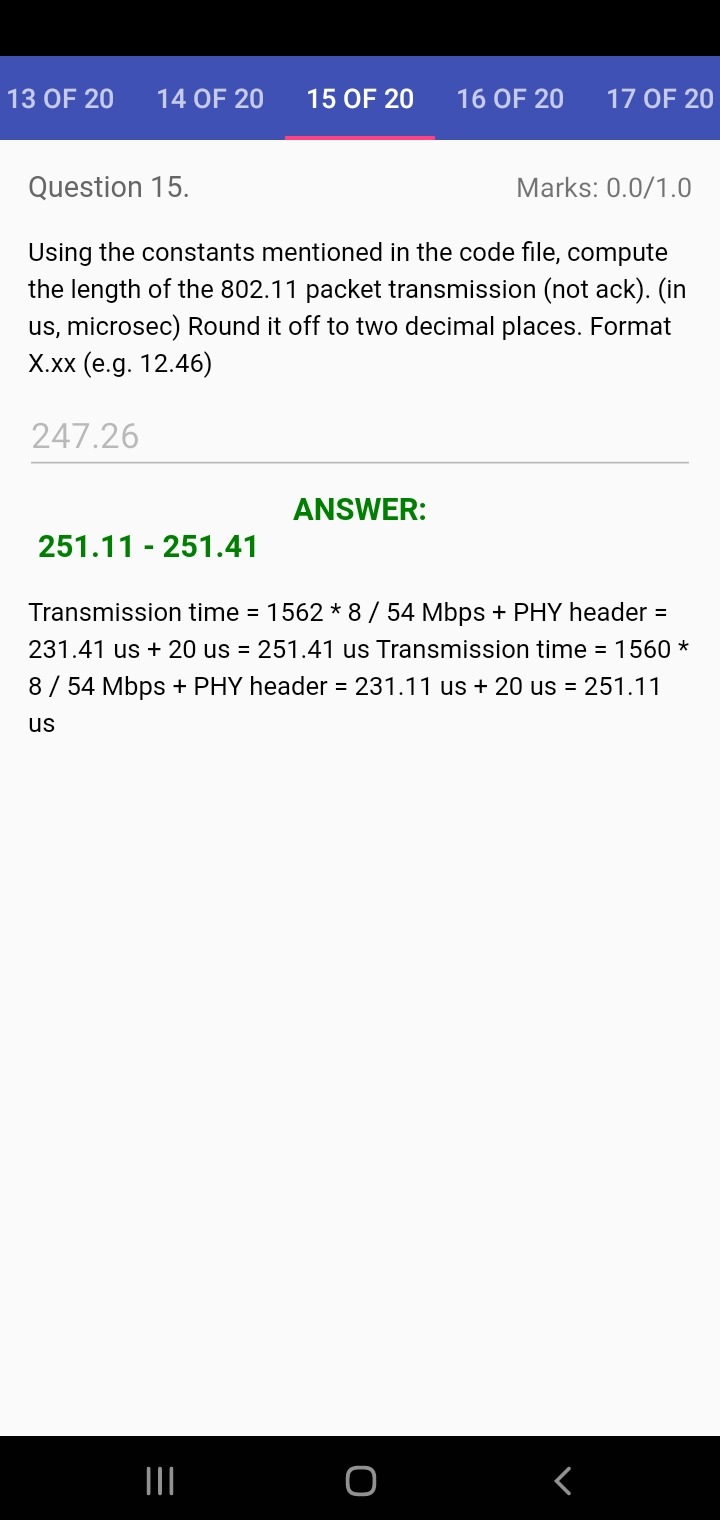 13 OF 20 14 OF 20 15 OF 20 16 OF 20 17 OF 20
Question 15. Marks: 0.0/1.0
Using the constants mentioned in the code file, compute
the length of the 802.11 packet transmission (not ack). (in
us, microsec) Round it off to two decimal places. Format
X.xx (e.g. 12.46)
247.26
ANSWER:
251.11 - 251.41
Transmission time = 1562 * 8 / 54 Mbps + PHY header =
231.41 us + 20 us = 251.41 us Transmission time = 1560 *
8 / 54 Mbps + PHY header = 231.11 us + 20 us = 251.11
us